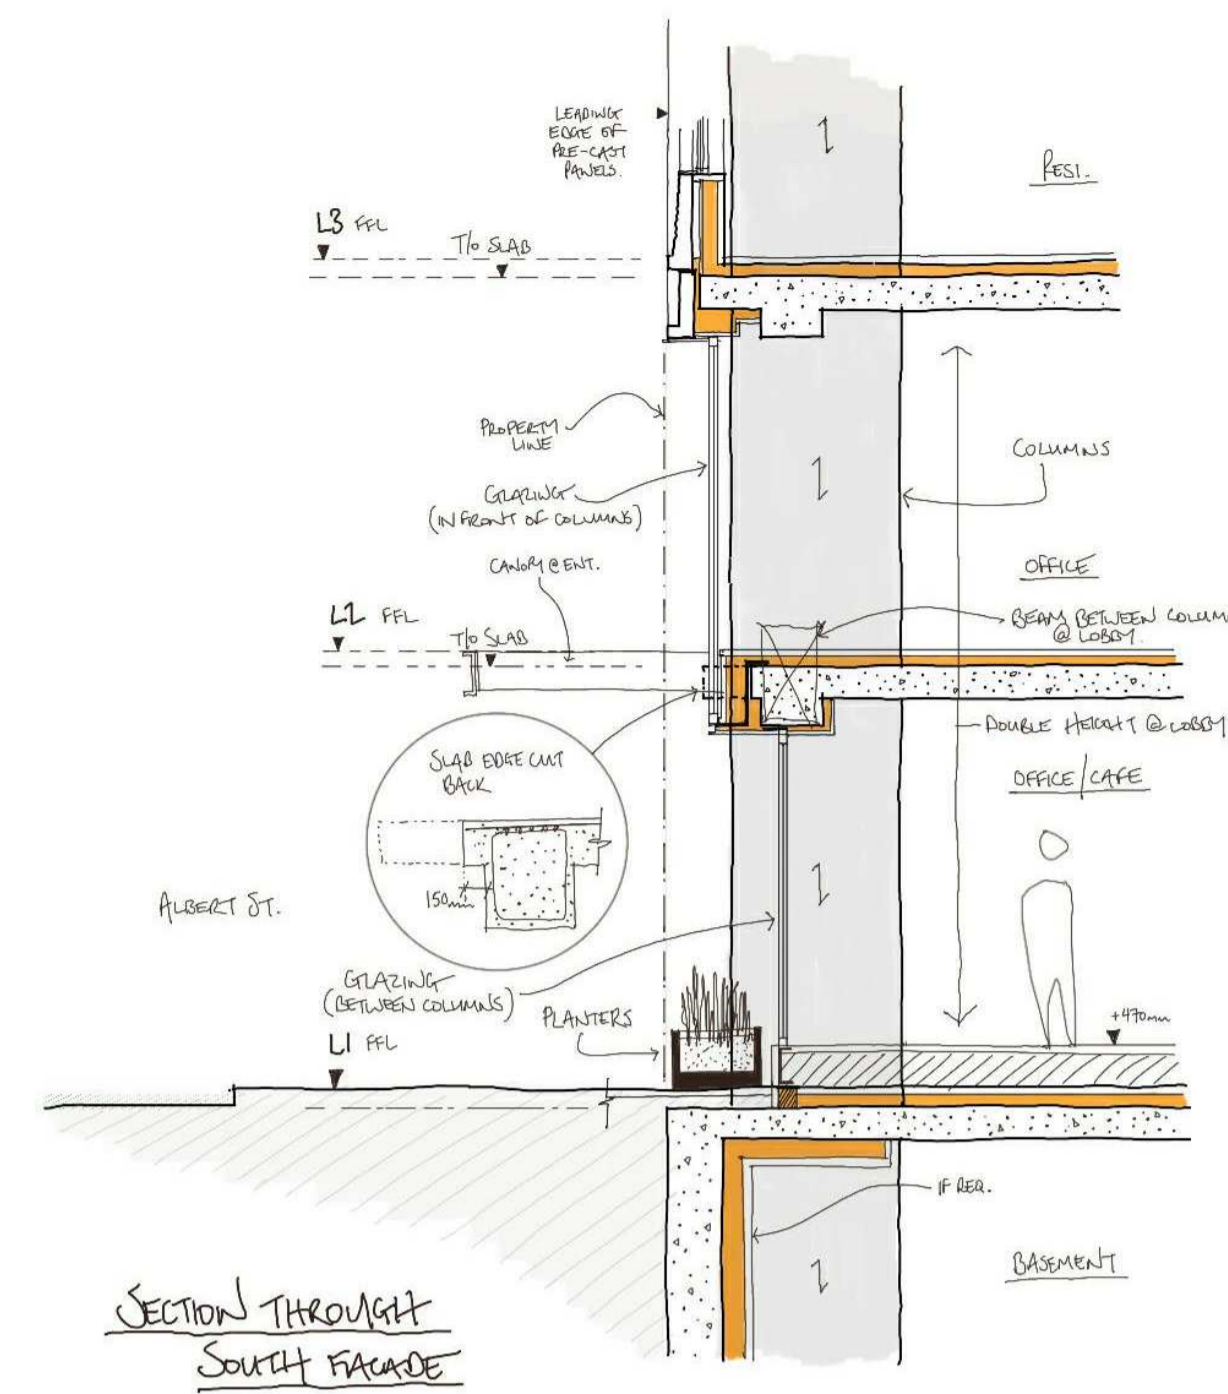 LEADING
EDGE OF
PRE-CAST
PANELS.
RESI.
L3 FFL
T/O SLAB
PROPERTY
LINE
COLUMNS
GLAZING
(IN FRONT OF COLUMNS)
CANOPY @ ENT.
OFFICE
L2 FFL
T/O SLAB
BEAM BETWEEN COLUM
@ LOBBY.
DOUBLE HEIGHT @ LOBBY
SLAB EDGE CUT
BACK
OFFICE/CAFE
150mm
ALBERT ST.
GLAZING
(BETWEEN COLUMNS)
PLANTERS
+470mm
L1 FFL
IF REQ.
BASEMENT
SECTION THROUGH
SOUTH FACADE